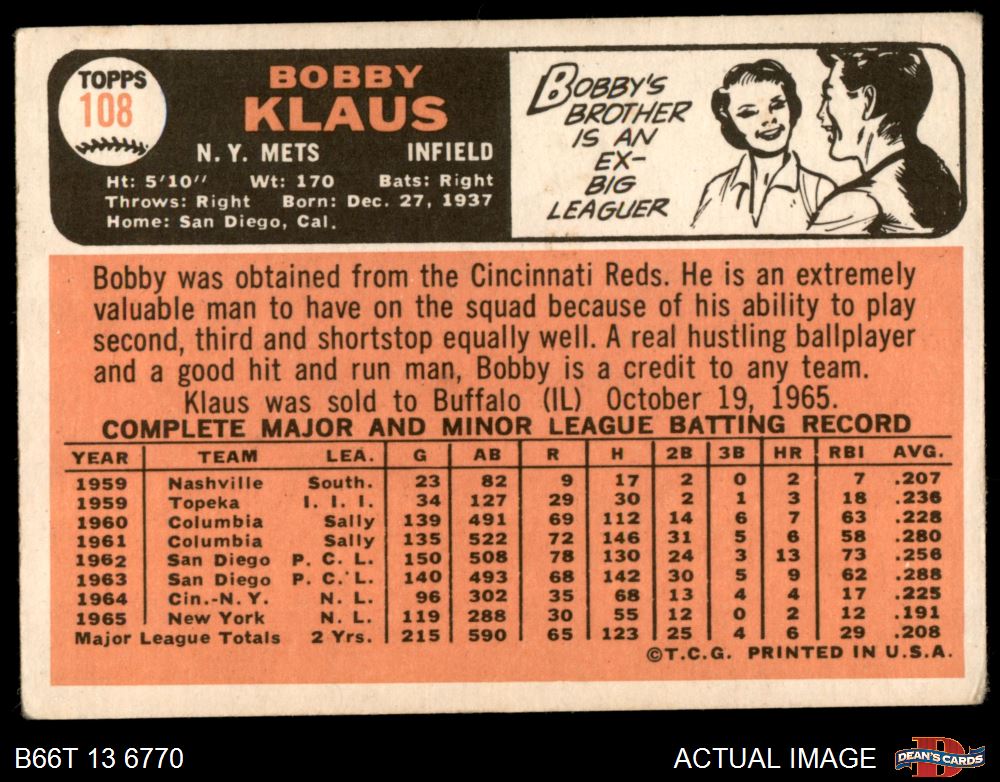 TOPPS
108
BOBBY
KLAUS
N. Y. METS INFIELD
Ht: 5'10" Wt: 170 Bats: Right
Throws: Right Born: Dec. 27, 1937
Home: San Diego, Cal.
BOBBY'S
BROTHER
IS AN
EX-
BIG
LEAGUER
Bobby was obtained from the Cincinnati Reds. He is an extremely
valuable man to have on the squad because of his ability to play
second, third and shortstop equally well. A real hustling ballplayer
and a good hit and run man, Bobby is a credit to any team.
Klaus was sold to Buffalo (IL) October 19, 1965.
COMPLETE MAJOR AND MINOR LEAGUE BATTING RECORD
YEAR TEAM LEA. G AB R H 2B 3B HR RBI AVG.
1959 Nashville South. 23 82 9 17 2 0 2 7 .207
1959 Topeka I. I. I. 34 127 29 30 2 1 3 18 .236
1960 Columbia Sally 139 491 69 112 14 6 7 63 .228
1961 Columbia Sally 135 522 72 146 31 5 6 58 .280
1962 San Diego P. C. L. 150 508 78 130 24 3 13 73 .256
1963 San Diego P. C. L. 140 493 68 142 30 5 9 62 .288
1964 Cin.-N. Y. N. L. 96 302 35 68 13 4 4 17 .225
1965 New York N. L. 119 288 30 55 12 0 2 12 .191
Major League Totals 2 Yrs. 215 590 65 123 25 4 6 29 .208
©T.C.G. PRINTED IN U.S.A.
B66T 13 6770
ACTUAL IMAGE
D
DEAN'S CARDS